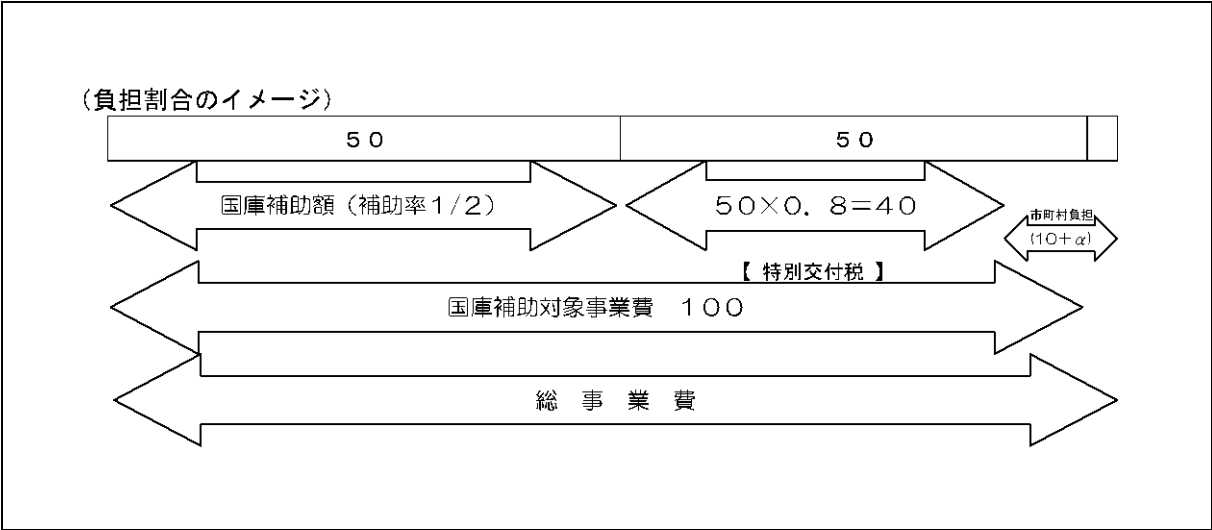 （負担割合のイメージ）
５０ ５０
国庫補助額（補助率１/２） ５０×０．８＝４０
市町村負担
(１０＋α)
【 特別交付税 】
国庫補助対象事業費 １００
総 事 業 費